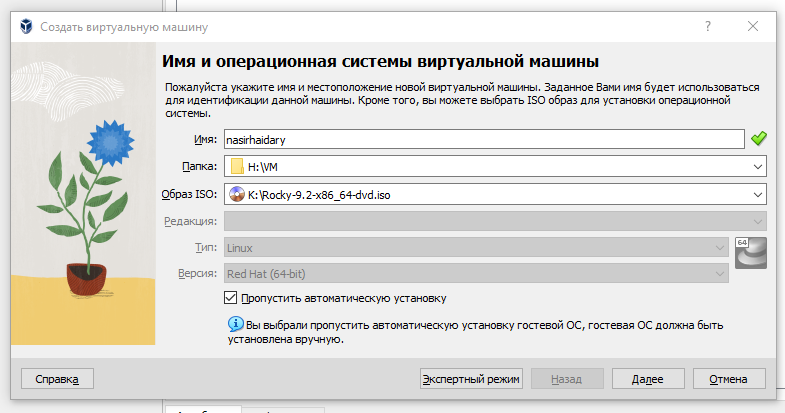 Создать виртуальную машину
Имя и операционная системы виртуальной машины
Пожалуйста укажите имя и местоположение новой виртуальной машины. Заданное Вами имя будет использоваться
для идентификации данной машины. Кроме того, вы можете выбрать ISO образ для установки операционной
системы.
Имя: nasirhaidary
Папка: H:\VM
Образ ISO: K:\Rocky-9.2-x86_64-dvd.iso
Редакция:
Тип: Linux
64
Версия: Red Hat (64-bit)
Пропустить автоматическую установку
Вы выбрали пропустить автоматическую установку гостевой ОС, гостевая ОС должна быть
установлена вручную.
Справка Экспертный режим Назад Далее Отмена